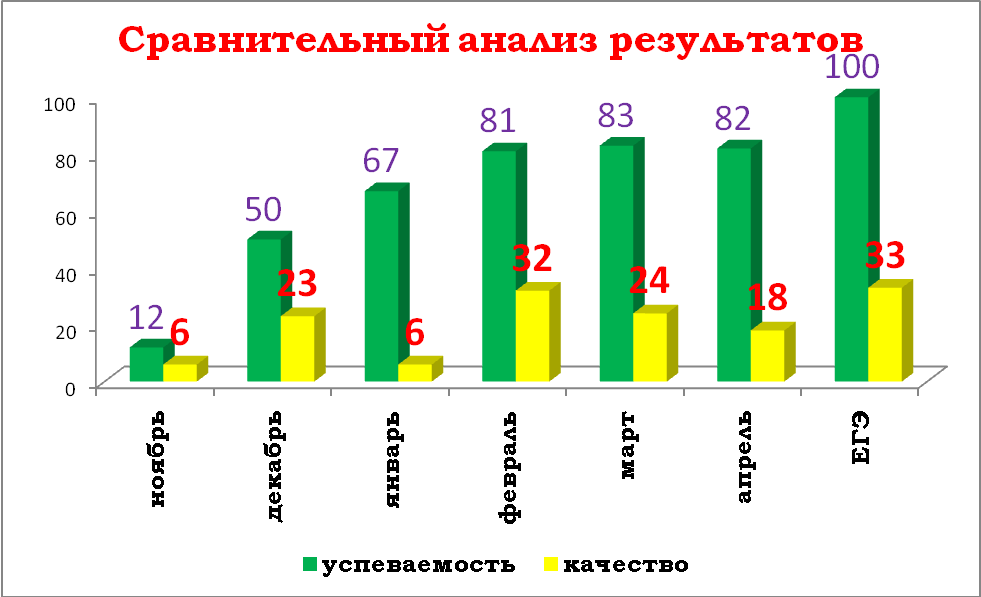 Сравнительный анализ результатов
100
80
60
40
20
0
12
6
50
23
67
6
81
32
83
24
82
18
100
33
ноябрь
декабрь
январь
февраль
март
апрель
ЕГЭ
успеваемость
качество